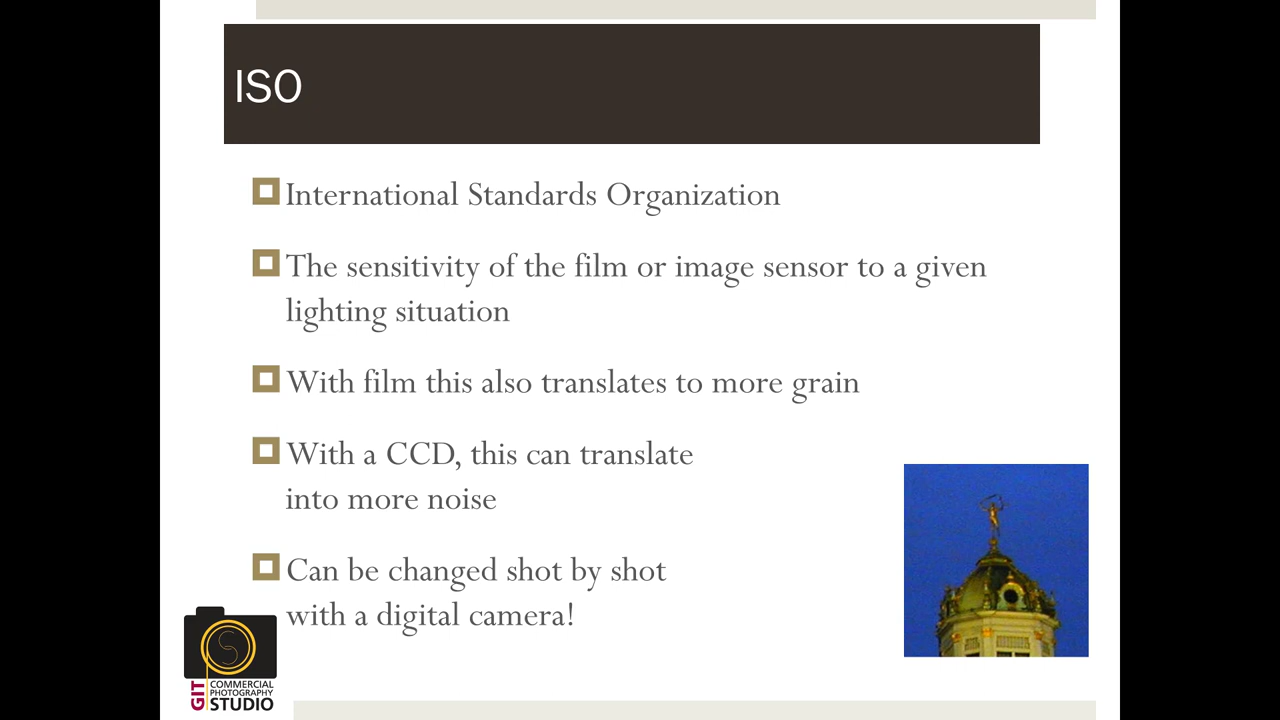 ISO
International Standards Organization
The sensitivity of the film or image sensor to a given
lighting situation
With film this also translates to more grain
With a CCD, this can translate
into more noise
Can be changed shot by shot
with a digital camera!
GIT
COMMERCIAL
PHOTOGRAPHY
STUDIO